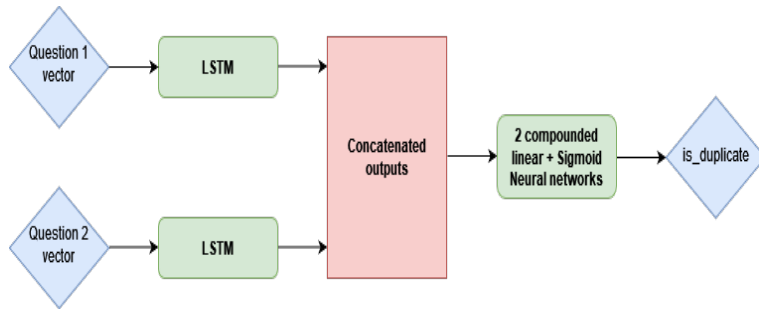 Question 1
vector
LSTM
Concatenated
outputs
2 compounded
linear + Sigmoid
Neural networks
is_duplicate
Question 2
vector
LSTM